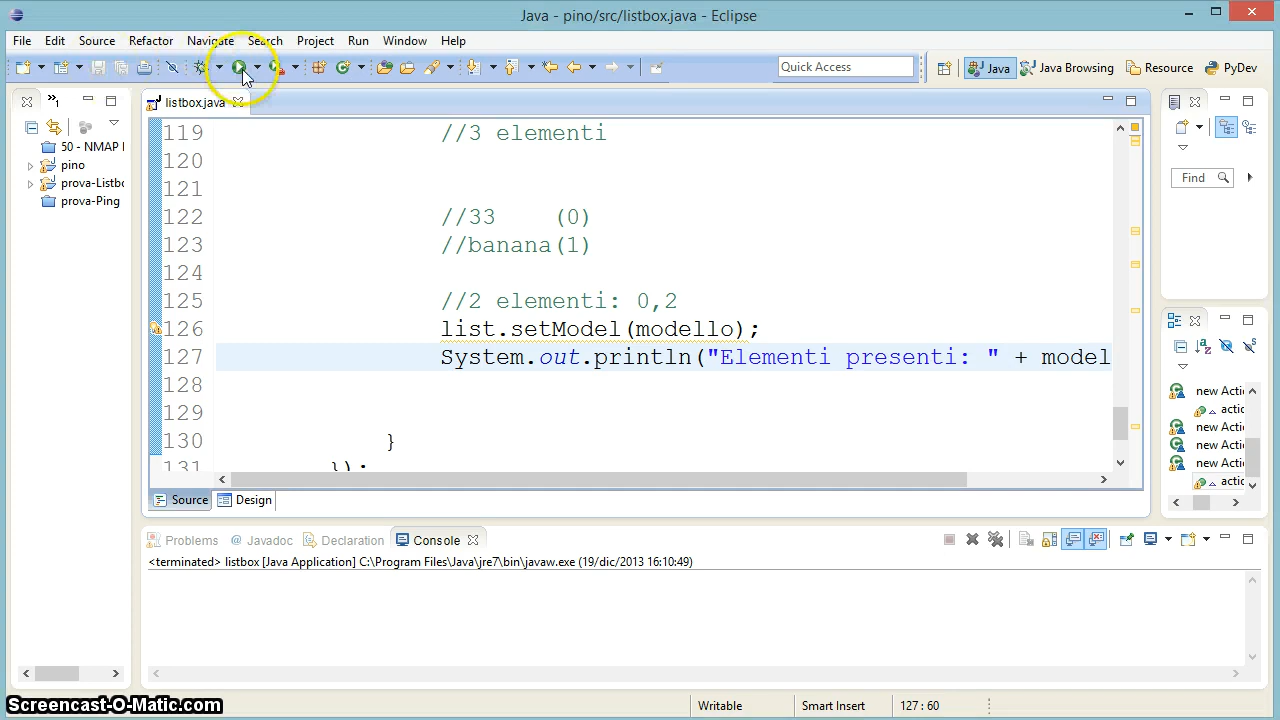 Java - pino/src/listbox.java - Eclipse
File Edit Source Refactor Navigate Search Project Run Window Help
Quick Access
Java
Java Browsing
Resource
PyDev
listbox.java
50 - NMAP
pino
prova-Listbo
prova-Ping
119 //3 elementi
120
121
122 //33 (0)
123 //banana(1)
124
125 //2 elementi: 0,2
126 list.setModel(modello);
127 System.out.println("Elementi presenti: " + model
128
129
130 }
131 });
Find
new Actio
actic
new Actio
new Actio
new Actio
actic
Source Design
Problems @ Javadoc Declaration Console
<terminated> listbox [Java Application] C:\Program Files\Java\jre7\bin\javaw.exe (19/dic/2013 16:10:49)
Screencast-O-Matic.com
Writable Smart Insert 127 : 60